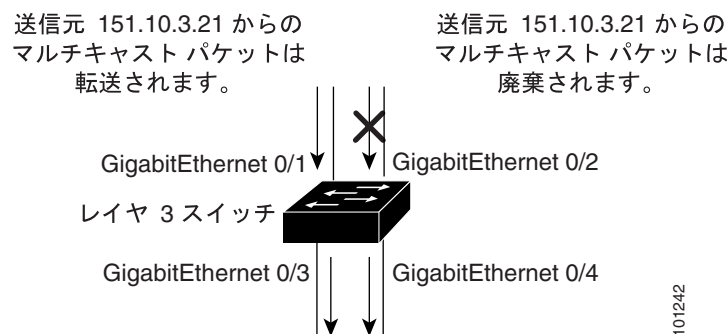 送信元 151.10.3.21 からの
マルチキャスト パケットは
転送されます。
送信元 151.10.3.21 からの
マルチキャスト パケットは
廃棄されます。
GigabitEthernet 0/1
GigabitEthernet 0/2
レイヤ 3 スイッチ
GigabitEthernet 0/3
GigabitEthernet 0/4
101242